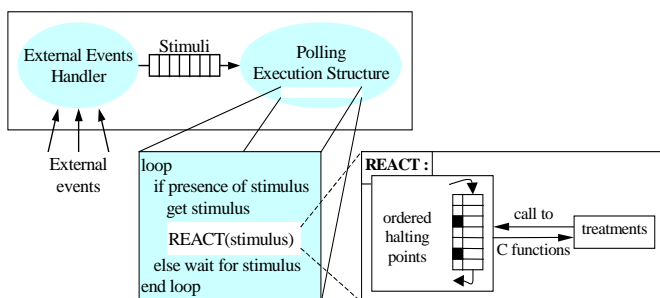 External Events
Handler
Stimuli
Polling
Execution Structure
External
events
loop
if presence of stimulus
get stimulus
REACT(stimulus)
else wait for stimulus
end loop
REACT :
ordered
halting
points
call to
C functions
treatments